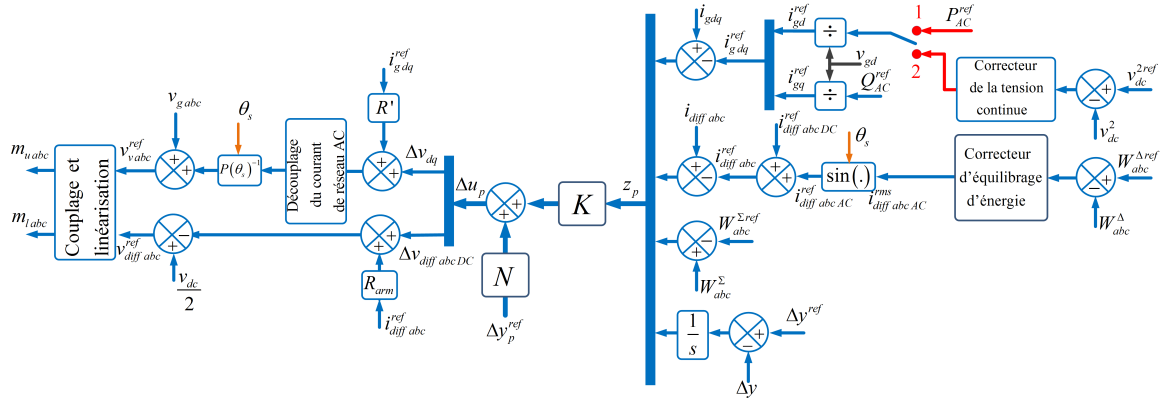 m_{u abc}
m_{l abc}
Couplage et
linéarisation
v_{v abc}^{ref}
v_{diff abc}^{ref}
v_{g abc}
+
+
−
+
v_{dc}
2
θ_s
P(θ_s)^{-1}
Découplage
du courant
de réseau AC
i_{g dq}^{ref}
R'
+
+
Δv_{dq}
+
+
Δv_{diff abc DC}
R_{arm}
i_{diff abc}^{ref}
Δu_p
+
+
N
Δy_p^{ref}
K
z_p
i_{gdq}
+
−
i_{g dq}^{ref}
i_{gd}^{ref}
÷
v_{gd}
i_{gq}^{ref}
÷
Q_{AC}^{ref}
1
P_{AC}^{ref}
2
Correcteur
de la tension
continue
v_{dc}^{2ref}
+
−
v_{dc}^{2}
i_{diff abc}
+
−
i_{diff abc}^{ref}
i_{diff abc DC}^{ref}
+
+
i_{diff abc AC}^{ref}
θ_s
sin(.)
i_{diff abc AC}^{rms}
Correcteur
d'équilibrage
d'énergie
W_{abc}^{Δref}
+
−
W_{abc}^{Δ}
W_{abc}^{Σref}
−
+
W_{abc}^{Σ}
1
s
Δy^{ref}
+
−
Δy